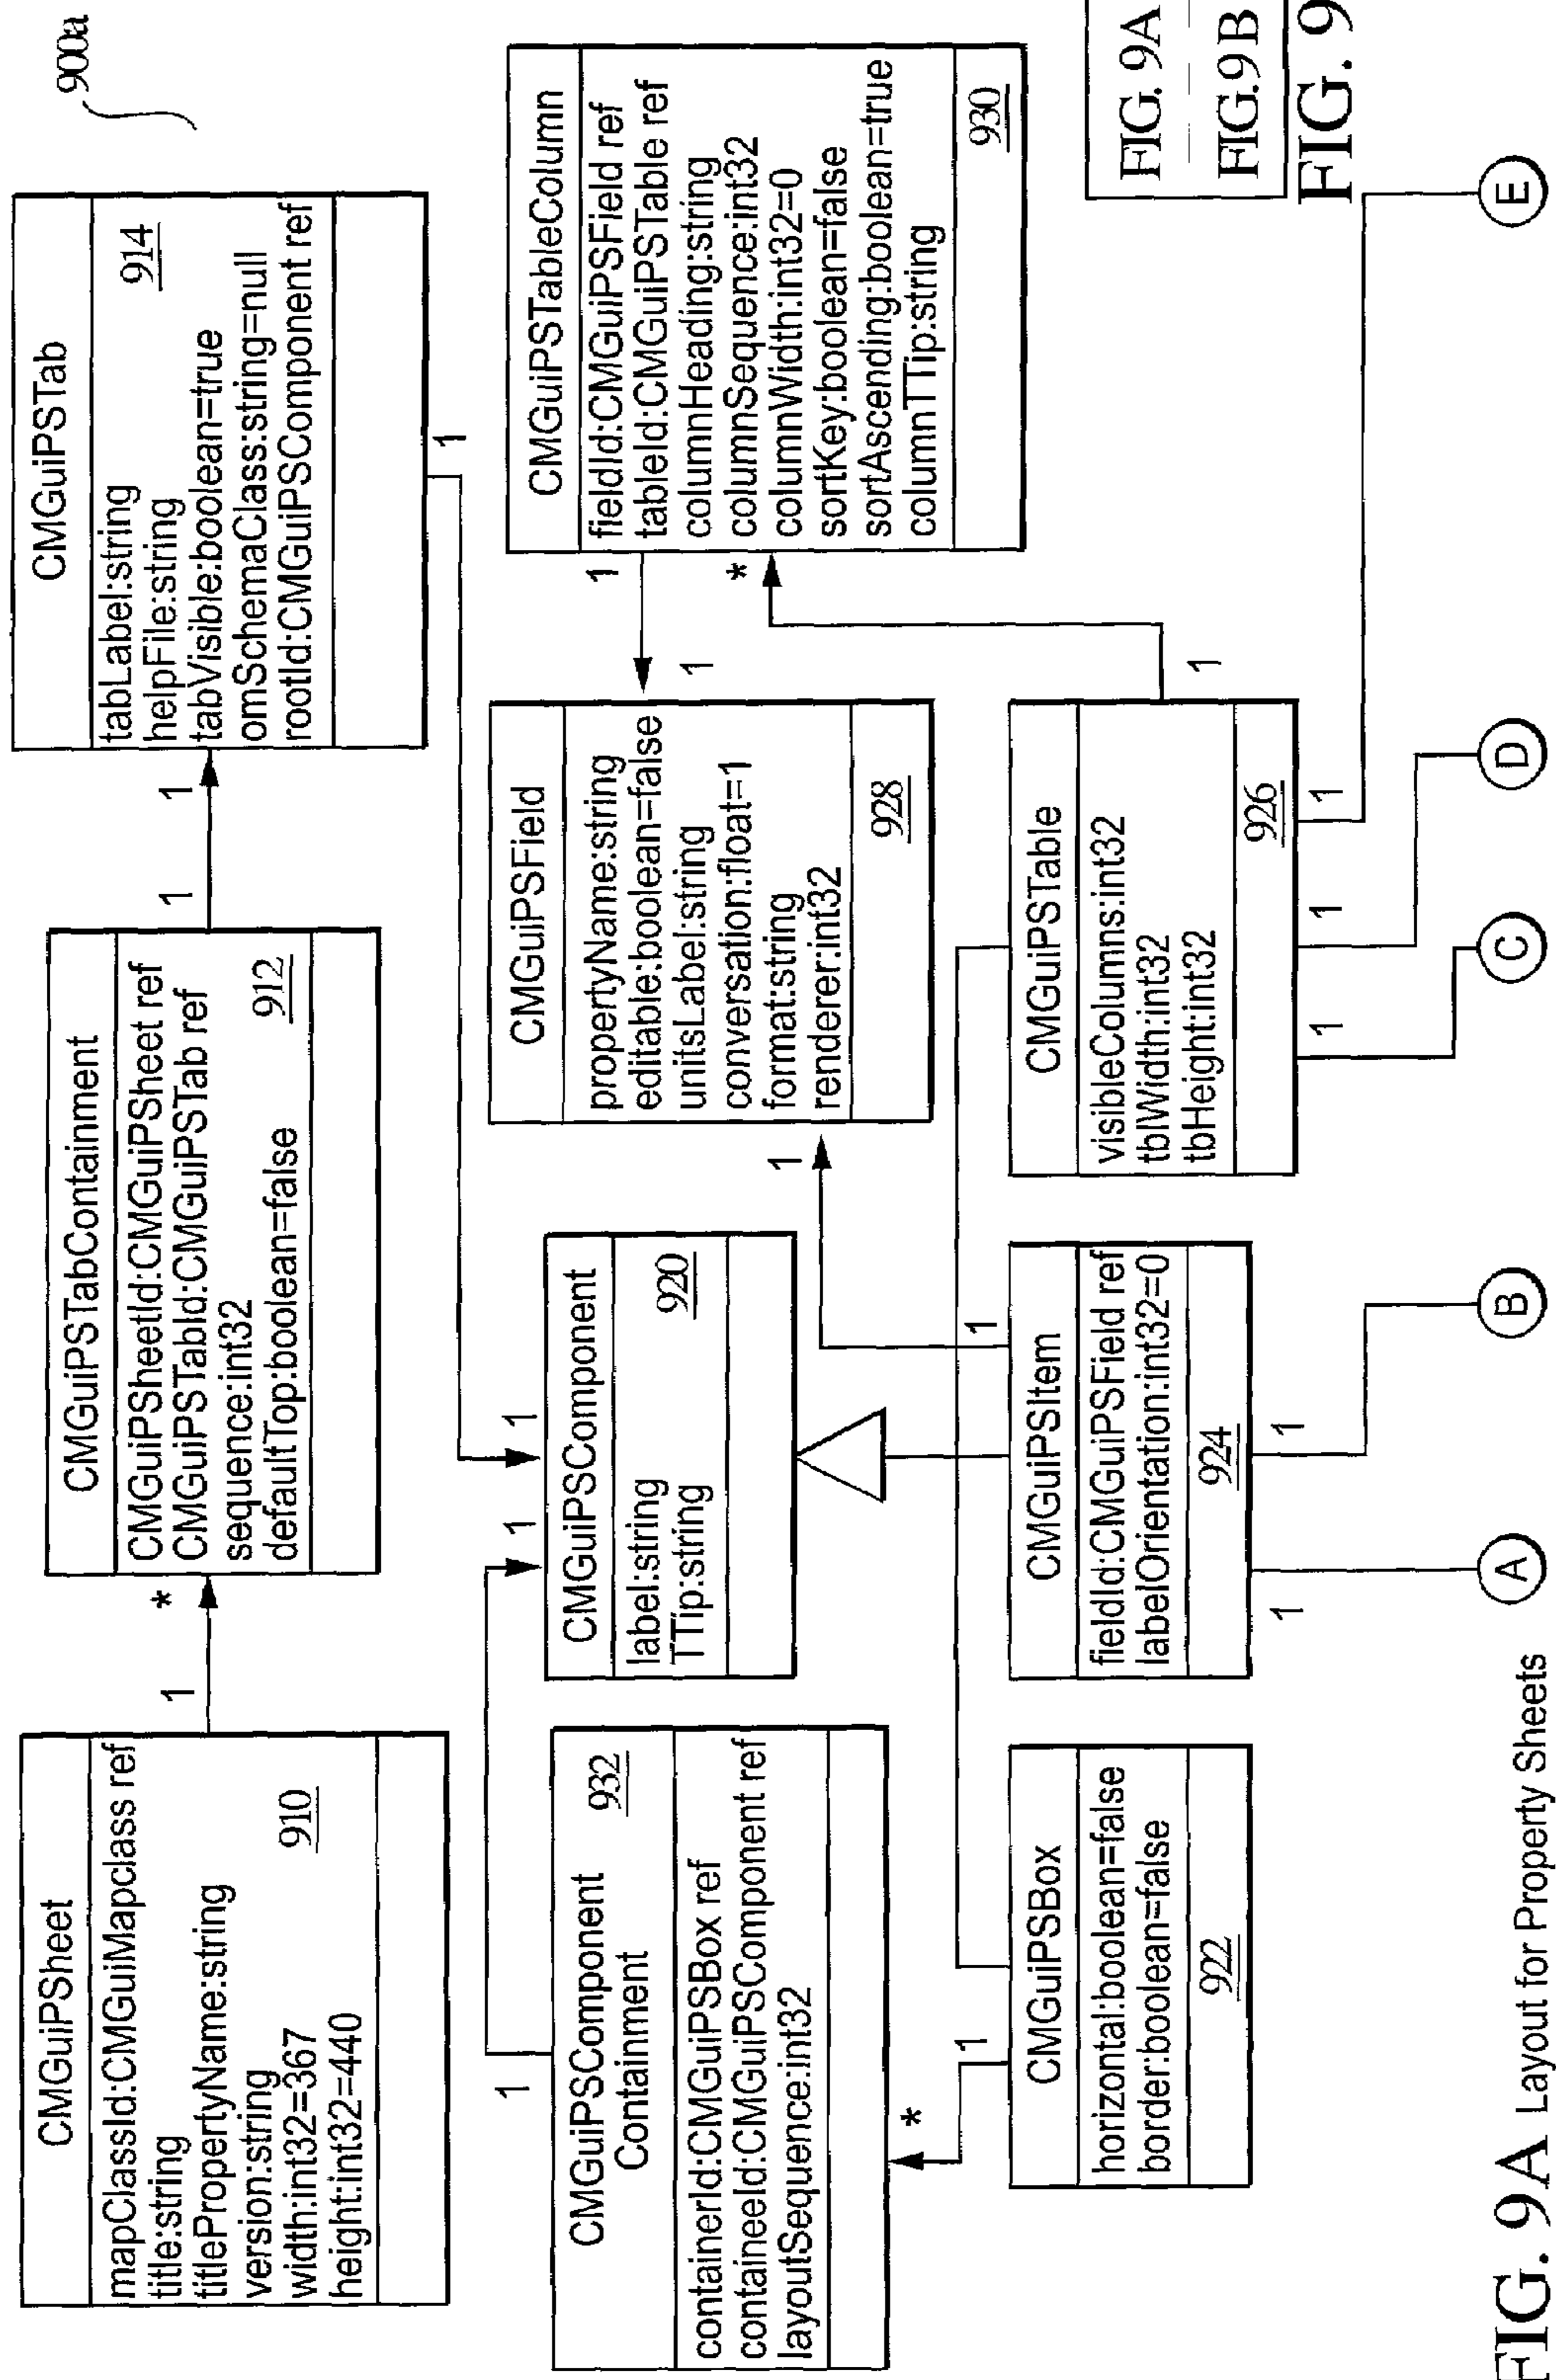 900a
CMGuiPSheet
mapClassId:CMGuiMapclass ref
title:string
titlePropertyName:string
version:string
width:int32=367
height:int32=440
910
1
*
CMGuiPSTabContainment
CMGuiPSheetId:CMGuiPSheet ref
CMGuiPSTabId:CMGuiPSTab ref
sequence:int32
defaultTop:boolean=false
912
1
1
CMGuiPSTab
tabLabel:string
helpFile:string
tabVisible:boolean=true
omSchemaClass:string=null
rootId:CMGuiPSComponent ref
914
1
CMGuiPSComponent
Containment
932
containerId:CMGuiPSBox ref
containeeId:CMGuiPSComponent ref
layoutSequence:int32
1
1
1
CMGuiPSComponent
label:string
TTip:string
920
CMGuiPSField
propertyName:string
editable:boolean=false
unitsLabel:string
conversation:float=1
format:string
renderer:int32
928
1
1
CMGuiPSTableColumn
fieldId:CMGuiPSField ref
tableId:CMGuiPSTable ref
columnHeading:string
columnSequence:int32
columnWidth:int32=0
sortKey:boolean=false
sortAscending:boolean=true
columnTTip:string
930
*
1
*
1
1
1
CMGuiPSBox
horizontal:boolean=false
border:boolean=false
922
CMGuiPSItem
fieldId:CMGuiPSField ref
labelOrientation:int32=0
924
1
1
CMGuiPSTable
visibleColumns:int32
tblWidth:int32
tbHeight:int32
926
1
1
1
A
B
C
D
E
FIG. 9A
FIG.9B
FIG. 9
FIG. 9A Layout for Property Sheets